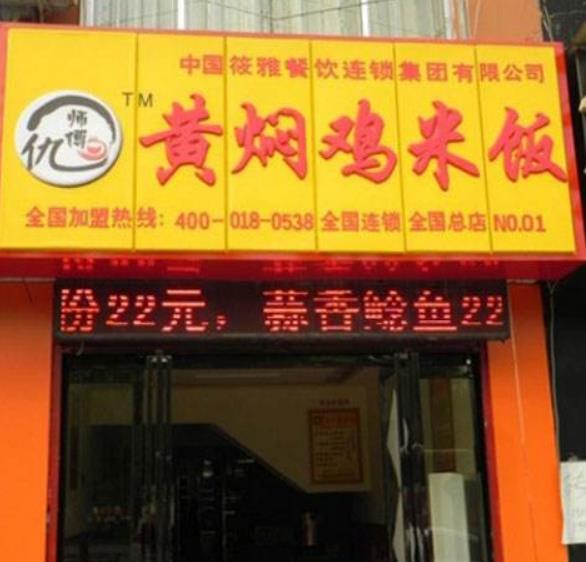 中国筱雅餐饮连锁集团有限公司
仇师傅
TM
黄焖鸡米饭
全国加盟热线：400-018-0538 全国连锁 全国总店 NO.01
份22元，蒜香鲶鱼22